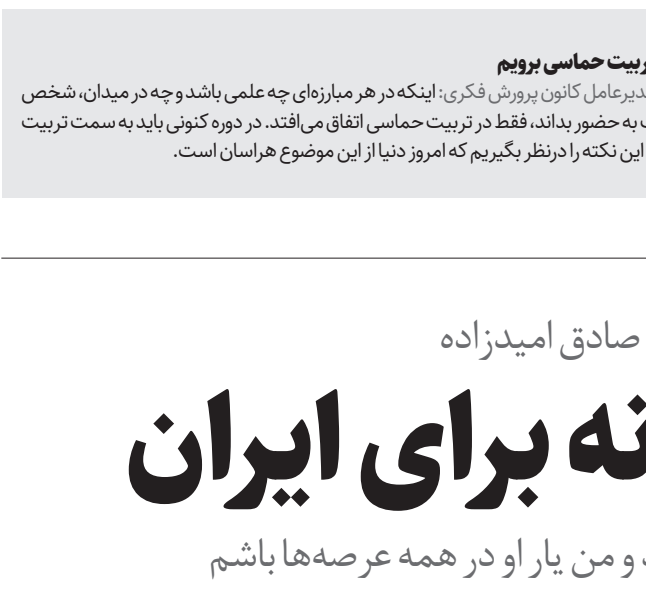 تربیت حماسی برویم
مدیرعامل کانون پرورش فکری: اینکه در هر مبارزه‌ای چه علمی باشد و چه در میدان، شخص
به حضور بداند، فقط در تربیت حماسی اتفاق می‌افتد. در دوره کنونی باید به سمت تربیت
این نکته را درنظر بگیریم که امروز دنیا از این موضوع هراسان است.
صادق امیدزاده
نه برای ایران
و من یار او در همه عرصه‌ها باشم